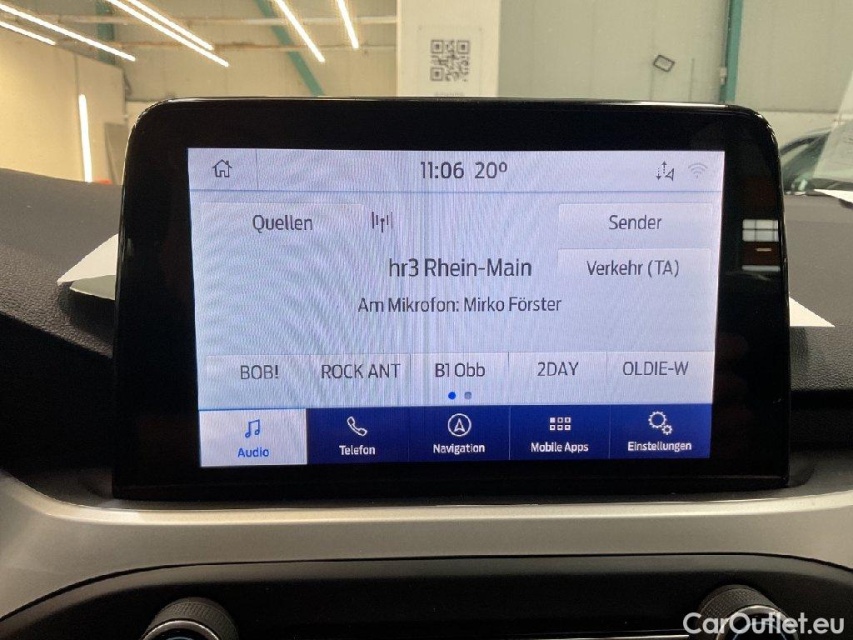 11:06 20º
Quellen
Sender
hr3 Rhein-Main
Verkehr (TA)
Am Mikrofon: Mirko Förster
BOB!
ROCK ANT
B1 Obb
2DAY
OLDIE-W
Audio
Telefon
Navigation
Mobile Apps
Einstellungen
CarOutlet.eu